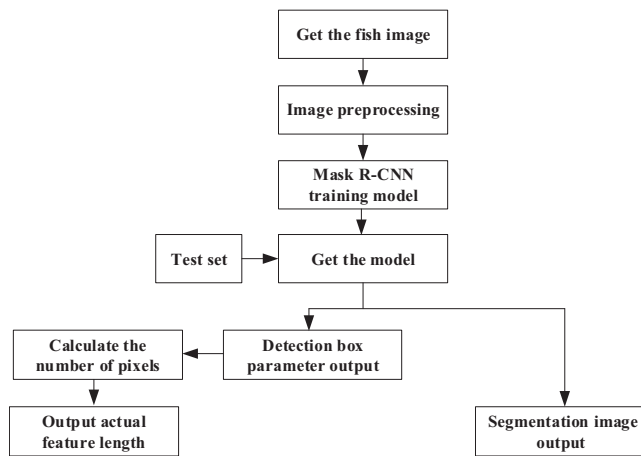 Get the fish image
Image preprocessing
Mask R-CNN
training model
Test set
Get the model
Calculate the
number of pixels
Detection box
parameter output
Output actual
feature length
Segmentation image
output